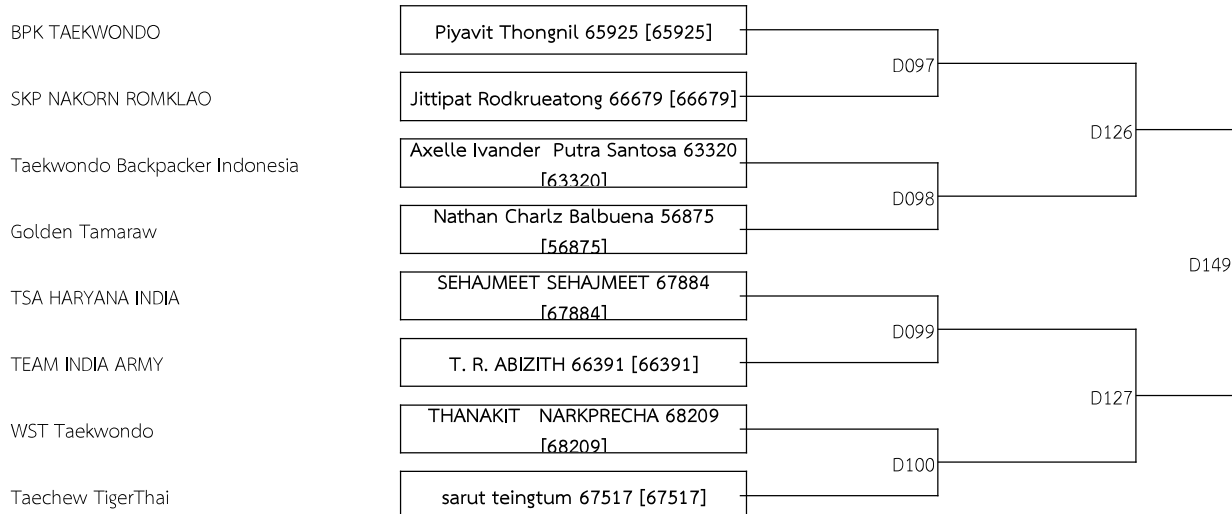 BPK TAEKWONDO
Piyavit Thongnil 65925 [65925]
D097
SKP NAKORN ROMKLAO
Jittipat Rodkrueatong 66679 [66679]
D126
Taekwondo Backpacker Indonesia
Axelle Ivander Putra Santosa 63320
[63320]
D098
Golden Tamaraw
Nathan Charlz Balbuena 56875
[56875]
D149
TSA HARYANA INDIA
SEHAJMEET SEHAJMEET 67884
[67884]
D099
TEAM INDIA ARMY
T. R. ABIZITH 66391 [66391]
D127
WST Taekwondo
THANAKIT NARKPRECHA 68209
[68209]
D100
Taechew TigerThai
sarut teingtum 67517 [67517]